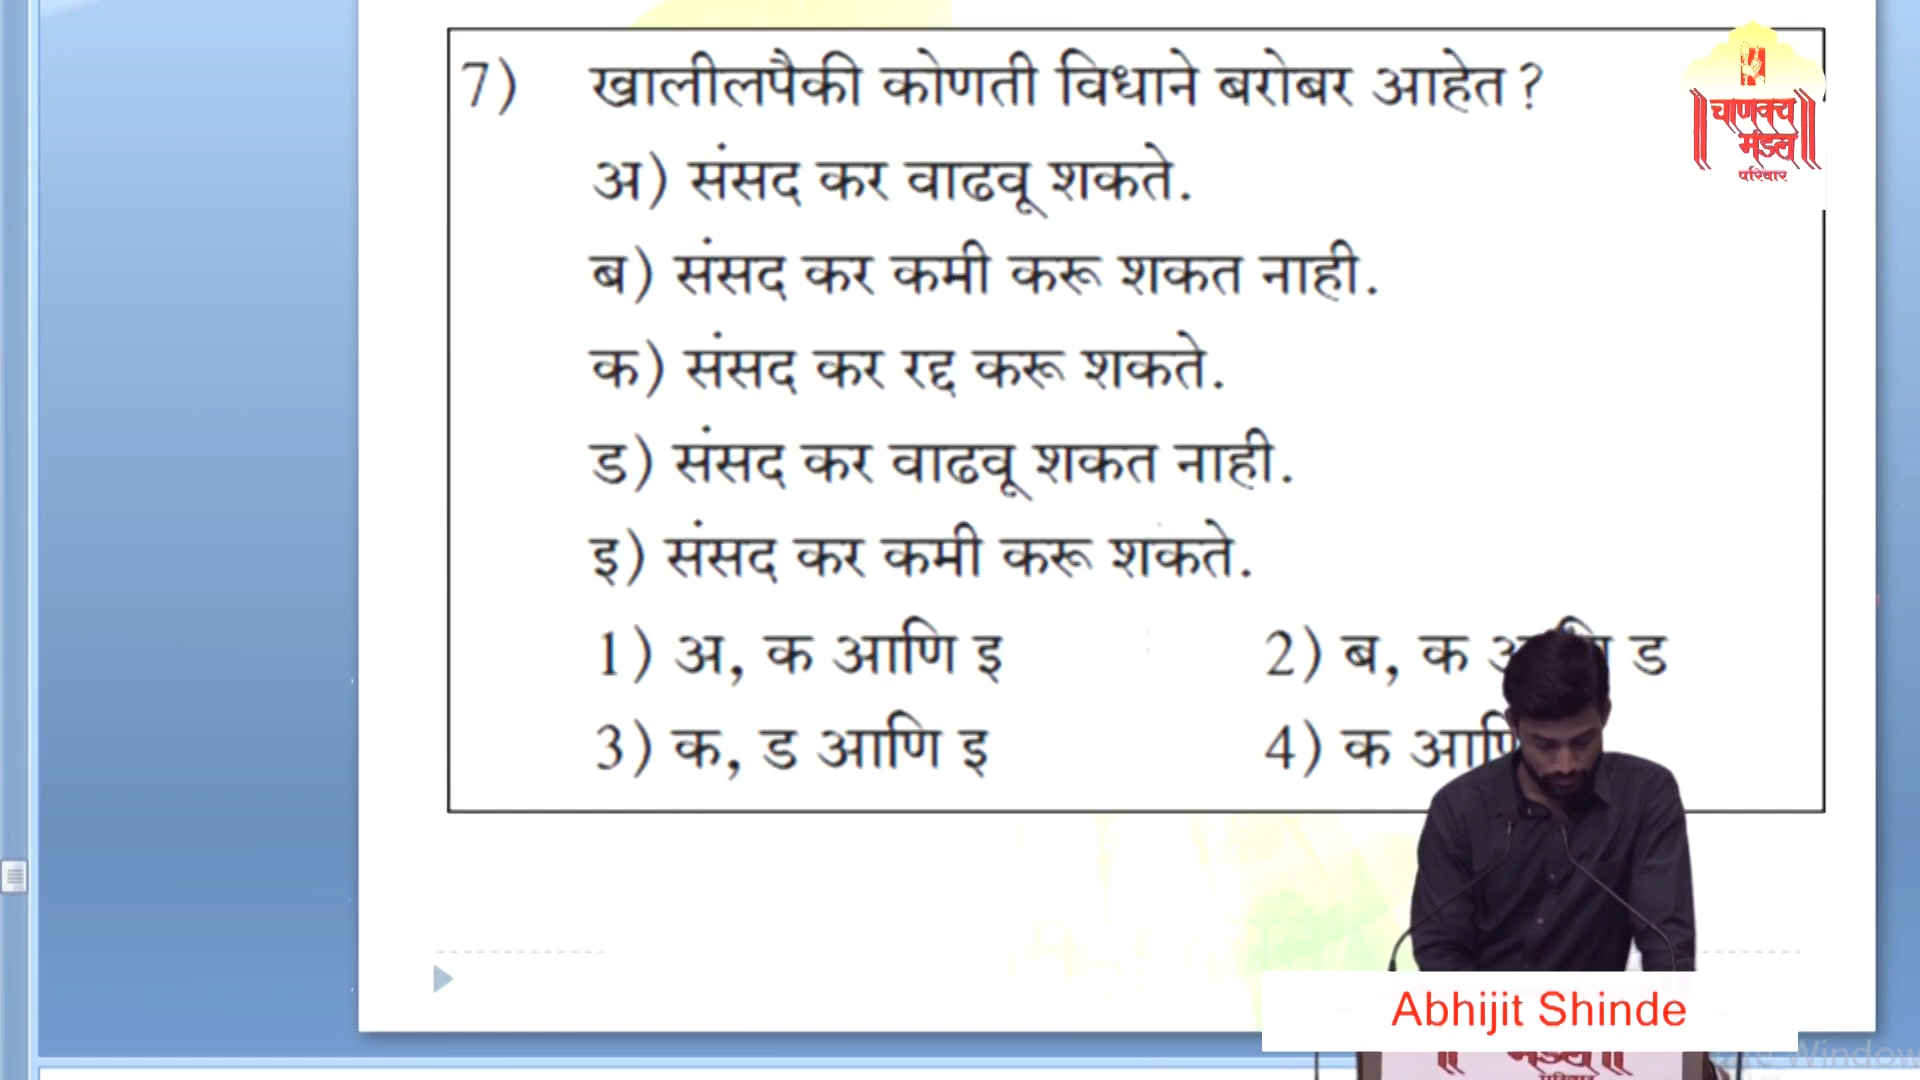 7) खालीलपैकी कोणती विधाने बरोबर आहेत?
अ) संसद कर वाढवू शकते.
ब) संसद कर कमी करू शकत नाही.
क) संसद कर रद्द करू शकते.
ड) संसद कर वाढवू शकत नाही.
इ) संसद कर कमी करू शकते.
1) अ, क आणि इ 2) ब, क ड
3) क, ड आणि इ 4) क
॥चाणक्य
मंडल॥
परिवार
Abhijit Shinde
मंडल॥
Window